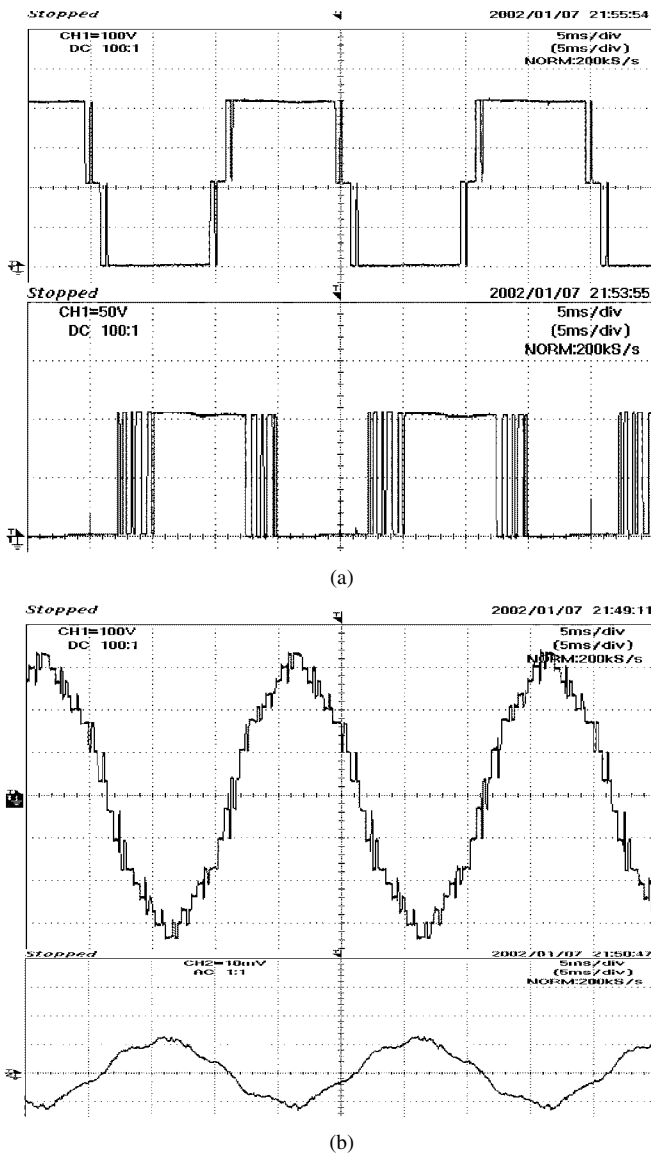 Stopped 2002/01/07 21:55:54
CH1=100V 5ms/div
DC 100:1 (5ms/div)
NORM:200kS/s
Stopped 2002/01/07 21:53:55
CH1=50V 5ms/div
DC 100:1 (5ms/div)
NORM:200kS/s
(a)
Stopped 2002/01/07 21:49:11
CH1=100V 5ms/div
DC 100:1 (5ms/div)
NORM:200kS/s
Stopped 2002/01/07 21:50:47
CH2=10mV 5ms/div
AC 1:1 (5ms/div)
NORM:200kS/s
(b)